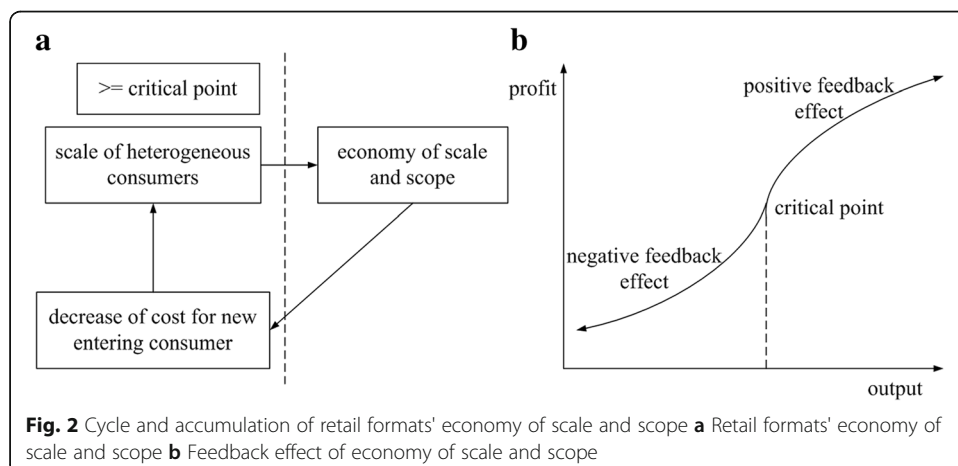 a
>= critical point
scale of heterogeneous
consumers
economy of scale
and scope
decrease of cost for new
entering consumer
b
profit
positive feedback
effect
critical point
negative feedback
effect
output
Fig. 2 Cycle and accumulation of retail formats' economy of scale and scope a Retail formats' economy of
scale and scope b Feedback effect of economy of scale and scope